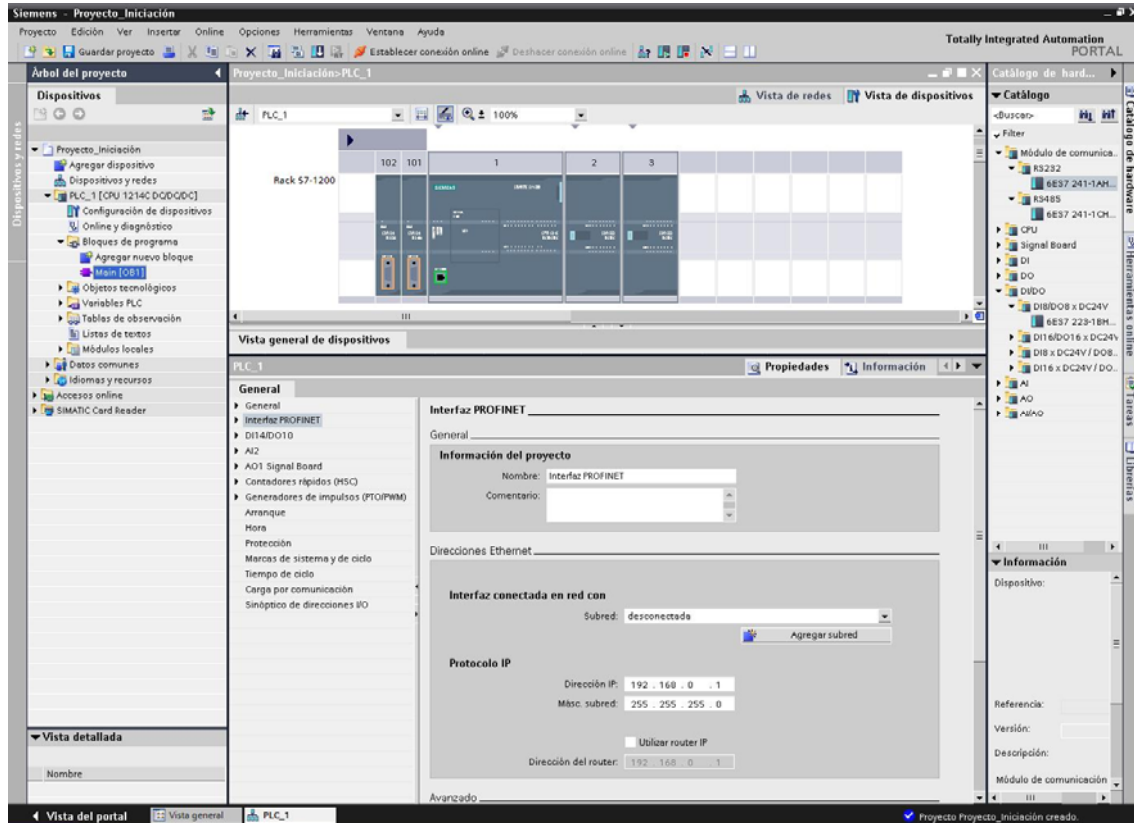 Siemens - Proyecto_Iniciación
Proyecto Edición Ver Insertar Online Opciones Herramientas Ventana Ayuda
Guardar proyecto
Establecer conexión online
Deshacer conexión online
Totally Integrated Automation
PORTAL
Árbol del proyecto
Dispositivos
Dispositivos y redes
Proyecto_Iniciación
Agregar dispositivo
Dispositivos y redes
PLC_1 [CPU 1214C DC/DC/DC]
Configuración de dispositivos
Online y diagnóstico
Bloques de programa
Agregar nuevo bloque
Main [OB1]
Objetos tecnológicos
Variables PLC
Tablas de observación
Listas de textos
Módulos locales
Datos comunes
Idiomas y recursos
Accesos online
SIMATIC Card Reader
Vista detallada
Nombre
Proyecto_Iniciación>PLC_1
Vista de redes
Vista de dispositivos
PLC_1
100%
102 101 1 2 3
Rack S7-1200
SIEMENS
Vista general de dispositivos
PLC_1
Propiedades
Información
General
General
Interfaz PROFINET
DI14/DO10
AI2
AO1 Signal Board
Contadores rápidos (HSC)
Generadores de impulsos (PTO/PWM)
Arranque
Hora
Protección
Marcas de sistema y de ciclo
Tiempo de ciclo
Carga por comunicación
Sinóptico de direcciones I/O
Interfaz PROFINET
General
Información del proyecto
Nombre: Interfaz PROFINET
Comentario:
Direcciones Ethernet
Interfaz conectada en red con
Subred: desconectada
Agregar subred
Protocolo IP
Dirección IP: 192 . 168 . 0 . 1
Másc. subred: 255 . 255 . 255 . 0
Utilizar router IP
Dirección del router: 192 . 168 . 0 . 1
Avanzado
Catálogo de hard...
Catálogo
<Buscar>
Filter
Módulo de comunica..
RS232
6ES7 241-1AH...
RS485
6ES7 241-1CH...
CPU
Signal Board
DI
DO
DI/DO
DI8/DO8 x DC24V
6ES7 223-1BH...
DI16/DO16 x DC24V
DI8 x DC24V / DO8..
DI16 x DC24V / DO..
AI
AO
AI/AO
Información
Dispositivo:
Referencia:
Versión:
Descripción:
Módulo de comunicación
Catálogo de hardware
Herramientas online
Tareas
Librerías
Vista del portal
Vista general
PLC_1
Proyecto Proyecto_Iniciación creado.